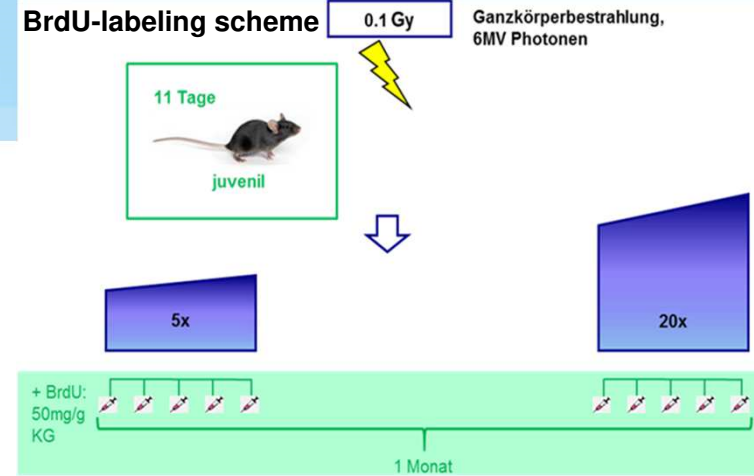 BrdU-labeling scheme
0.1 Gy
Ganzkörperbestrahlung,
6MV Photonen
11 Tage
juvenil
5x
20x
+ BrdU:
50mg/g
KG
1 Monat